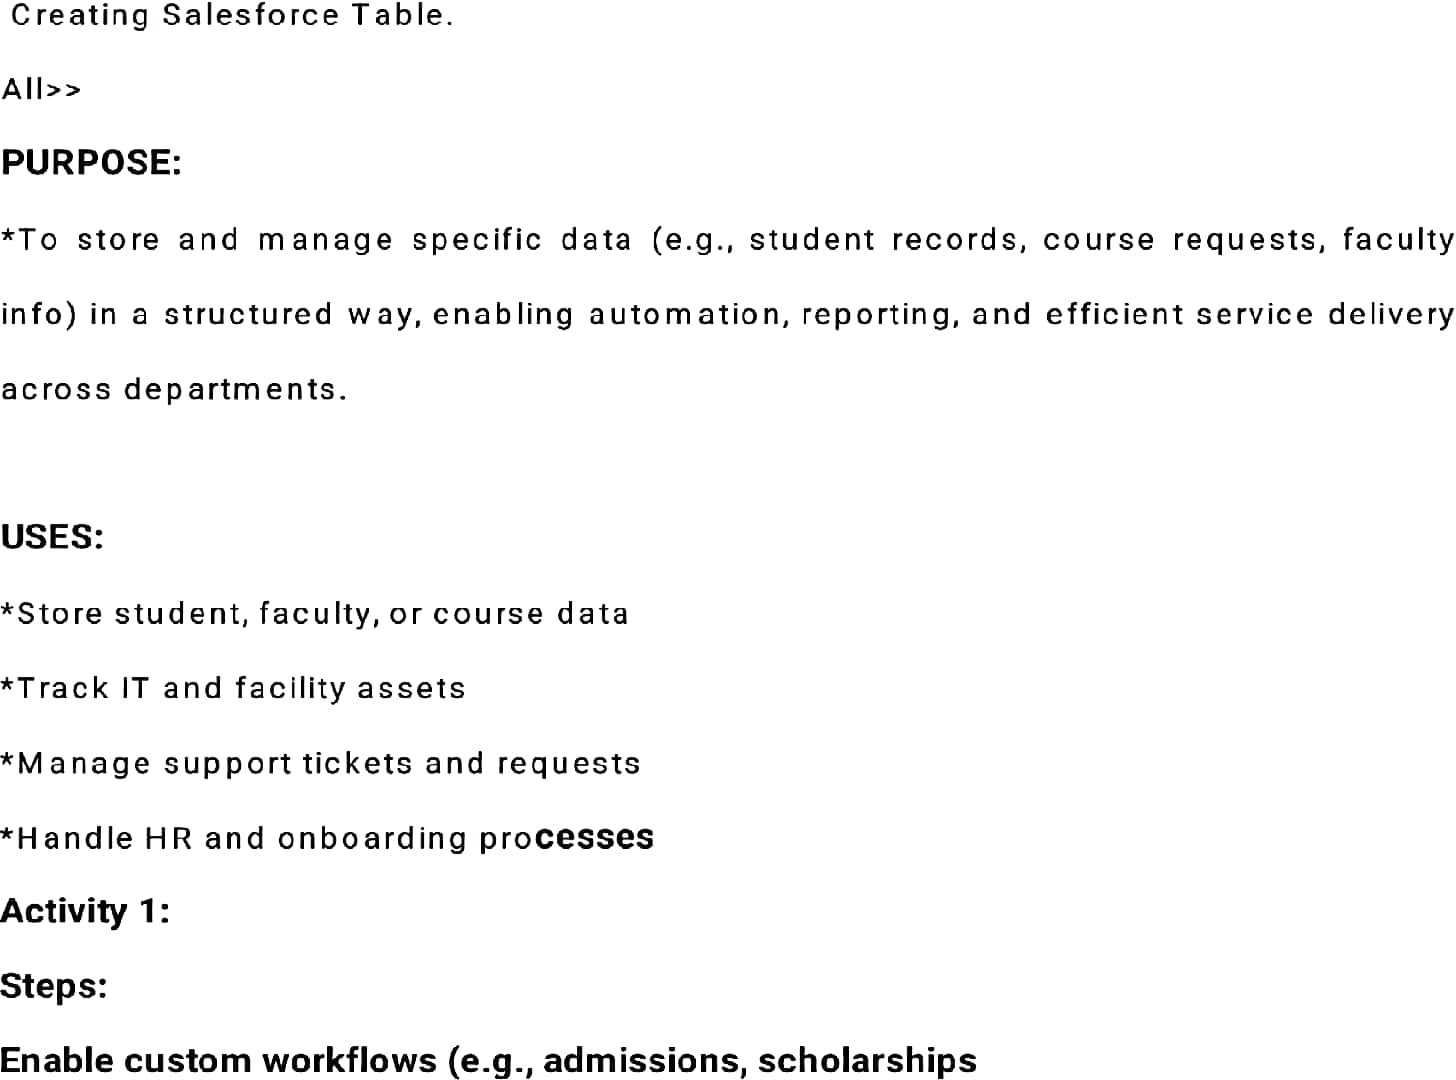 Creating Salesforce Table.
All>>
PURPOSE:
*To store and manage specific data (e.g., student records, course requests, faculty
info) in a structured way, enabling automation, reporting, and efficient service delivery
across departments.
USES:
*Store student, faculty, or course data
*Track IT and facility assets
*Manage support tickets and requests
*Handle HR and onboarding processes
Activity 1:
Steps:
Enable custom workflows (e.g., admissions, scholarships